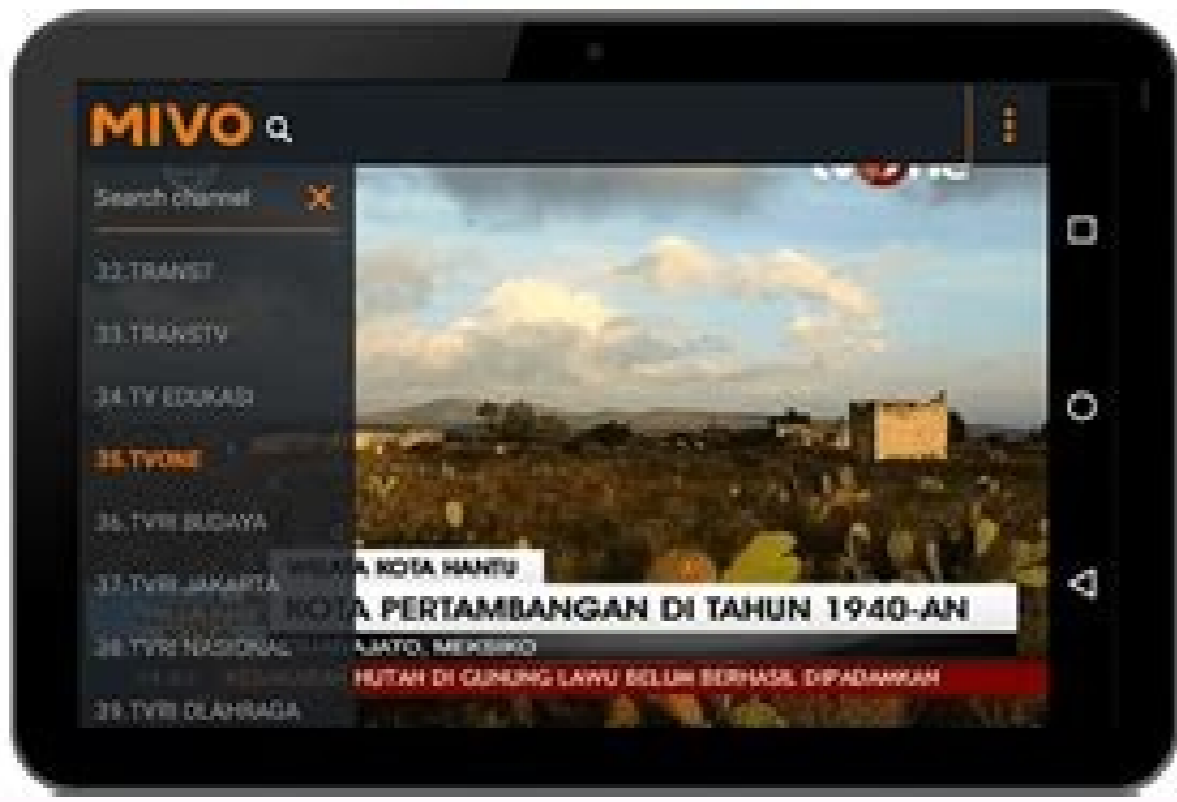 MIVO
Search channel
32.TRANS7
33.TRANSTV
34.TV EDUKASI
35.TVONE
36.TVRI BUDAYA
37.TVRI JAKARTA
38.TVRI NASIONAL
39.TVRI OLAHRAGA
KOTA HANTU
KOTA PERTAMBANGAN DI TAHUN 1940-AN
MEKSIKO
HUTAN DI GUNUNG LAWU BELUM BERHASIL DIPADAMKAN